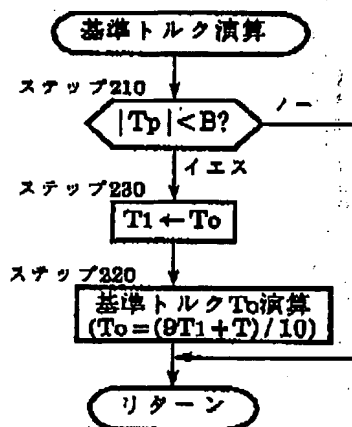 基準トルク演算
ステップ210
|Tp|<B?
ノー
イエス
ステップ230
T1←To
ステップ220
基準トルクTo演算
(To=(9T1+T)/10)
リターン